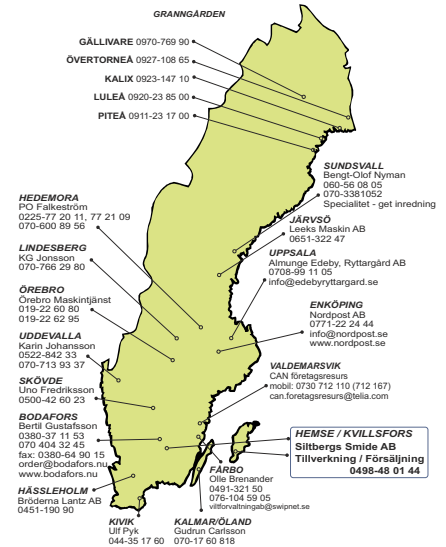 GRANNGÅRDEN
GÄLLIVARE 0970-769 90
ÖVERTORNEÅ 0927-108 65
KALIX 0923-147 10
LULEÅ 0920-23 85 00
PITEÅ 0911-23 17 00
SUNDSVALL
Bengt-Olof Nyman
060-56 08 05
070-3381052
Specialitet - get inredning
JÄRVSÖ
Leeks Maskin AB
0651-322 47
UPPSALA
Almunge Edeby, Ryttargård AB
0708-99 11 05
info@edebyryttargard.se
ENKÖPING
Nordpost AB
0771-22 24 44
info@nordpost.se
www.nordpost.se
VALDEMARSVIK
CAN företagsresurs
mobil: 0730 712 110 (712 167)
can.foretagsresurs@telia.com
HEMSE / KVILLSFORS
Siltbergs Smide AB
Tillverkning / Försäljning
0498-48 01 44
FÅRBO
Olle Brenander
0491-321 50
076-104 59 05
viltforvaltningab@swipnet.se
KALMAR/ÖLAND
Gudrun Carlsson
070-17 60 818
KIVIK
Ulf Pyk
044-35 17 60
HEDEMORA
PO Falkeström
0225-77 20 11, 77 21 09
070-600 89 56
LINDESBERG
KG Jonsson
070-766 29 80
ÖREBRO
Örebro Maskintjänst
019-22 60 80
019-22 62 95
UDDEVALLA
Karin Johansson
0522-842 33
070-713 93 37
SKÖVDE
Uno Fredriksson
0500-42 60 23
BODAFORS
Bertil Gustafsson
0380-37 11 53
070 404 32 45
fax: 0380-64 90 15
order@bodafors.nu
www.bodafors.nu
HÄSSLEHOLM
Bröderna Lantz AB
0451-190 90